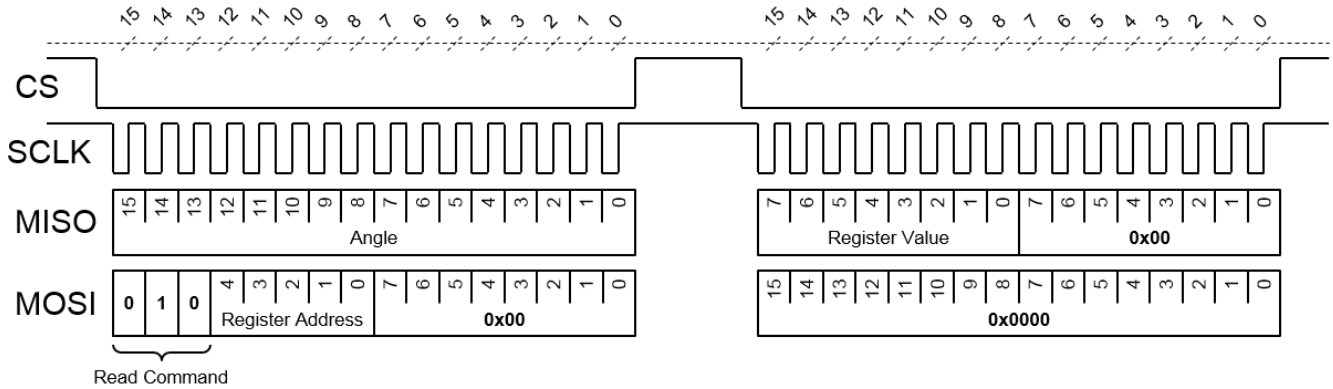 15 14 13 12 11 10 9 8 7 6 5 4 3 2 1 0 15 14 13 12 11 10 9 8 7 6 5 4 3 2 1 0
CS
SCLK
MISO 15 14 13 12 11 10 9 8 7 6 5 4 3 2 1 0 7 6 5 4 3 2 1 0 7 6 5 4 3 2 1 0
Angle Register Value 0x00
MOSI 0 1 0 4 3 2 1 0 7 6 5 4 3 2 1 0 15 14 13 12 11 10 9 8 7 6 5 4 3 2 1 0
Register Address 0x00 0x0000
Read Command